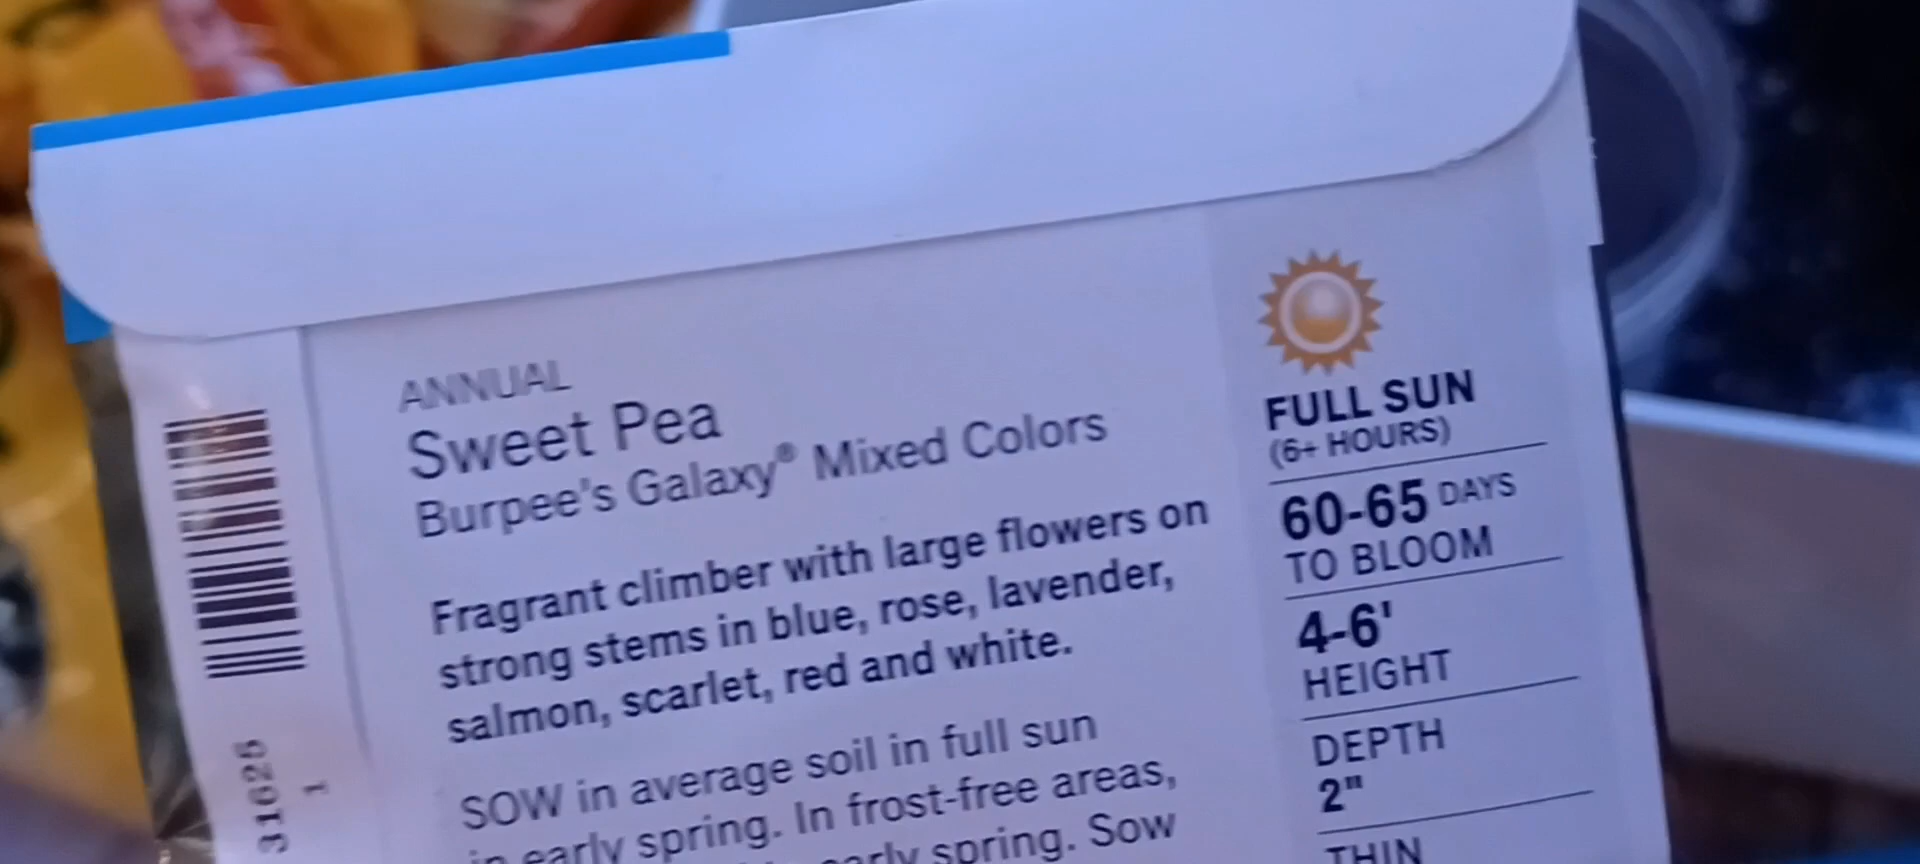 ANNUAL
Sweet Pea
Burpee's Galaxy® Mixed Colors
Fragrant climber with large flowers on
strong stems in blue, rose, lavender,
salmon, scarlet, red and white.
SOW in average soil in full sun
in early spring. In frost-free areas,
early spring. Sow
FULL SUN
(6+ HOURS)
60-65 DAYS
TO BLOOM
4-6'
HEIGHT
DEPTH
2"
THIN
31625
1